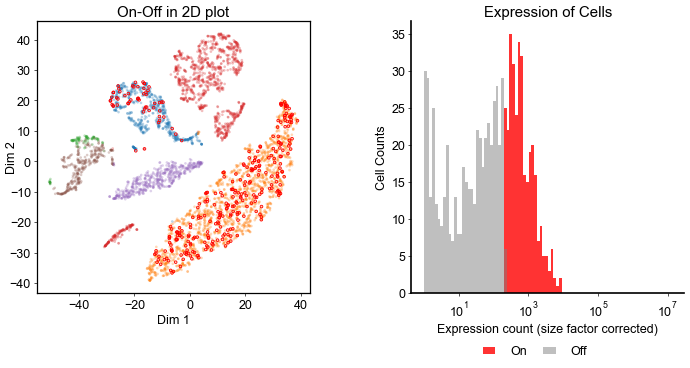 On-Off in 2D plot
Dim 2
40
30
20
10
0
−10
−20
−30
−40
−40 −20 0 20 40
Dim 1
Expression of Cells
Cell Counts
35
30
25
20
15
10
5
0
10^1 10^3 10^5 10^7
Expression count (size factor corrected)
On Off